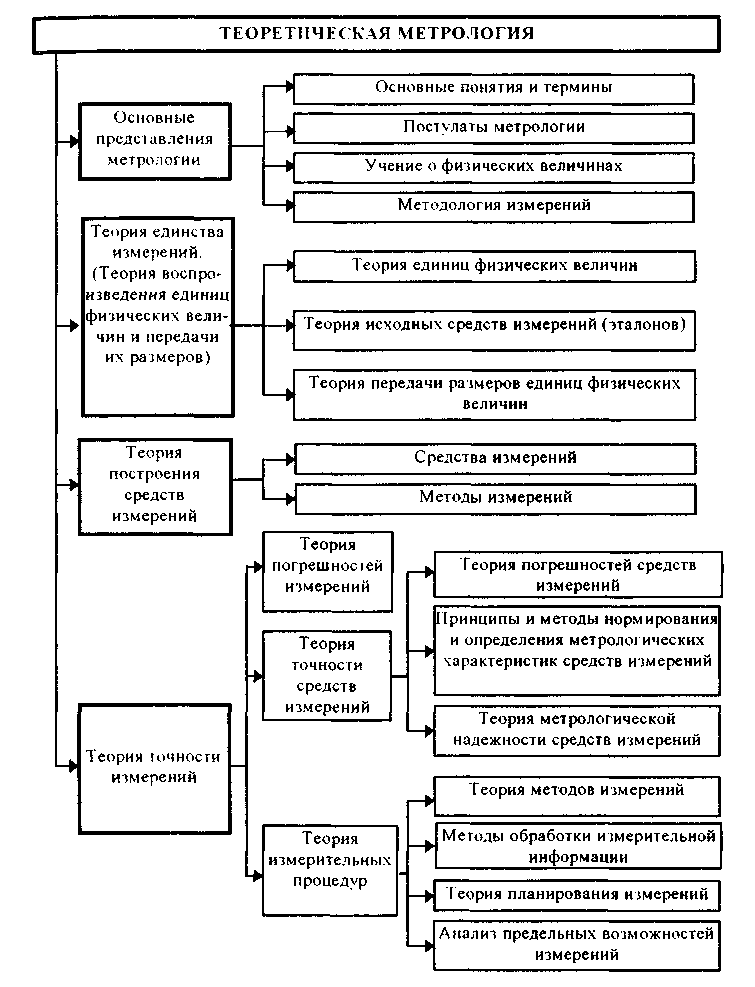 ТЕОРЕТИЧЕСКАЯ МЕТРОЛОГИЯ
Основные
представления
метрологии
Основные понятия и термины
Постулаты метрологии
Учение о физических величинах
Методология измерений
Теория единства
измерений.
(Теория воспро-
изведения единиц
физических вели-
чин и передачи
их размеров)
Теория единиц физических величин
Теория исходных средств измерений (эталонов)
Теория передачи размеров единиц физических
величин
Теория
построения
средств
измерений
Средства измерений
Методы измерений
Теория точности
измерений
Теория
погрешностей
измерений
Теория
точности
средств
измерений
Теория погрешностей средств
измерений
Принципы и методы нормирования
и определения метрологических
характеристик средств измерений
Теория метрологической
надежности средств измерений
Теория
измерительных
процедур
Теория методов измерений
Методы обработки измерительной
информации
Теория планирования измерений
Анализ предельных возможностей
измерений